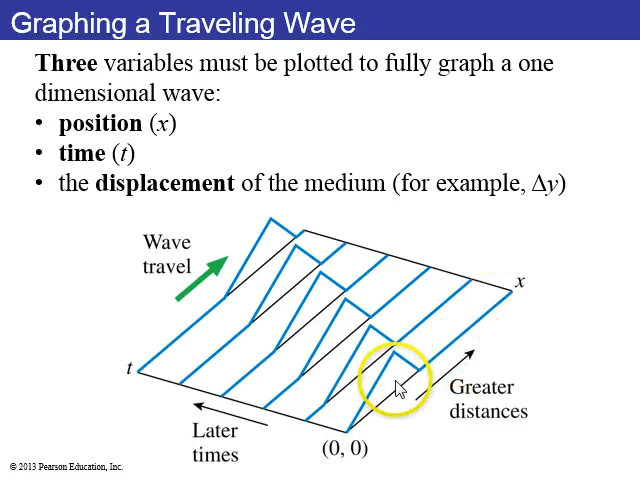 Graphing a Traveling Wave
Three variables must be plotted to fully graph a one
dimensional wave:
• position (x)
• time (t)
• the displacement of the medium (for example, Δy)
Wave
travel
x
t
Greater
distances
Later
times
(0, 0)
© 2013 Pearson Education, Inc.